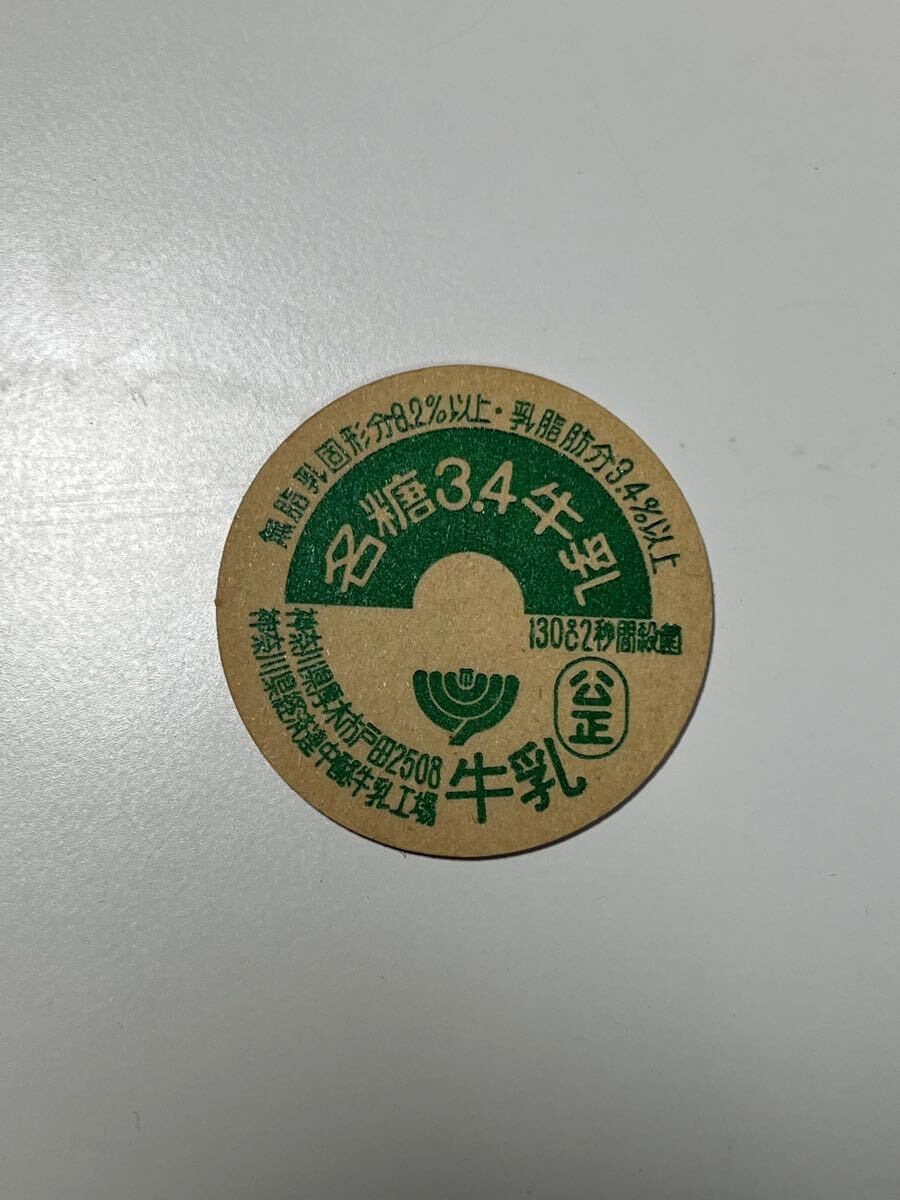 無脂乳固形分8.2%以上・乳脂肪分3.4%以上
名糖3.4牛乳
130℃2秒間殺菌
公正
神奈川県厚木市戸田2508
神奈川県経済連中部牛乳工場
牛乳